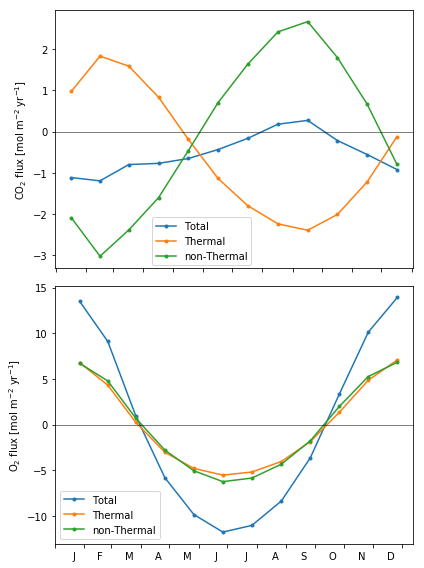 CO₂ flux [mol m⁻² yr⁻¹]
2
1
0
−1
−2
−3
Total
Thermal
non-Thermal
O₂ flux [mol m⁻² yr⁻¹]
15
10
5
0
−5
−10
Total
Thermal
non-Thermal
J F M A M J J A S O N D